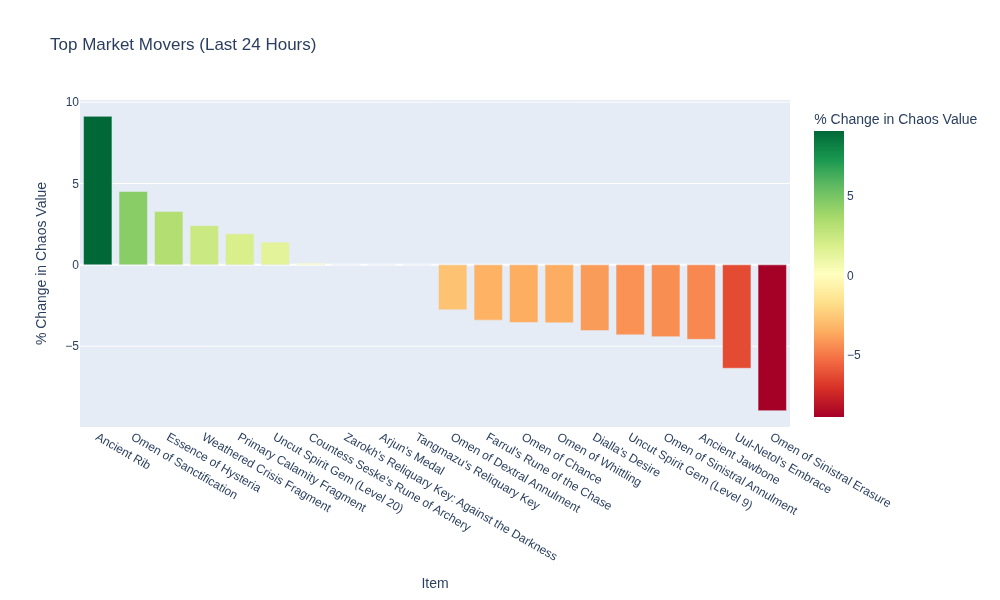 Top Market Movers (Last 24 Hours)
% Change in Chaos Value
10
5
0
−5
% Change in Chaos Value
5
0
−5
Ancient Rib
Omen of Sanctification
Essence of Hysteria
Weathered Crisis Fragment
Primary Calamity Fragment
Uncut Spirit Gem (Level 20)
Countess Seske's Rune of Archery
Zarokh's Reliquary Key: Against the Darkness
Arjun's Medal
Tangmazu's Reliquary Key
Omen of Dextral Annulment
Farrul's Rune of the Chase
Omen of Chance
Omen of Whittling
Dialla's Desire
Uncut Spirit Gem (Level 9)
Omen of Sinistral Annulment
Ancient Jawbone
Uul-Netol's Embrace
Omen of Sinistral Erasure
Item